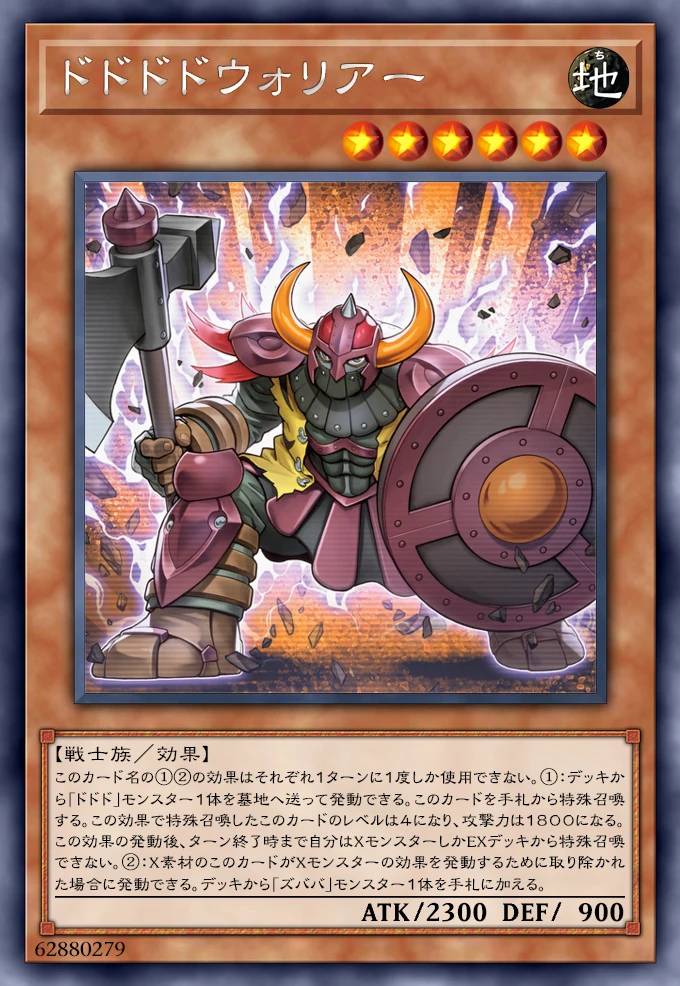 ドドドドウォリアー
ち
地
【戦士族／効果】
このカード名の①②の効果はそれぞれ1ターンに1度しか使用できない。①:デッキか
ら「ドドド」モンスター1体を墓地へ送って発動できる。このカードを手札から特殊召喚
する。この効果で特殊召喚したこのカードのレベルは4になり、攻撃力は1800になる。
この効果の発動後、ターン終了時まで自分はXモンスターしかEXデッキから特殊召喚
できない。②:X素材のこのカードがXモンスターの効果を発動するために取り除かれ
た場合に発動できる。デッキから「ズババ」モンスター1体を手札に加える。
ATK/2300 DEF/ 900
62880279